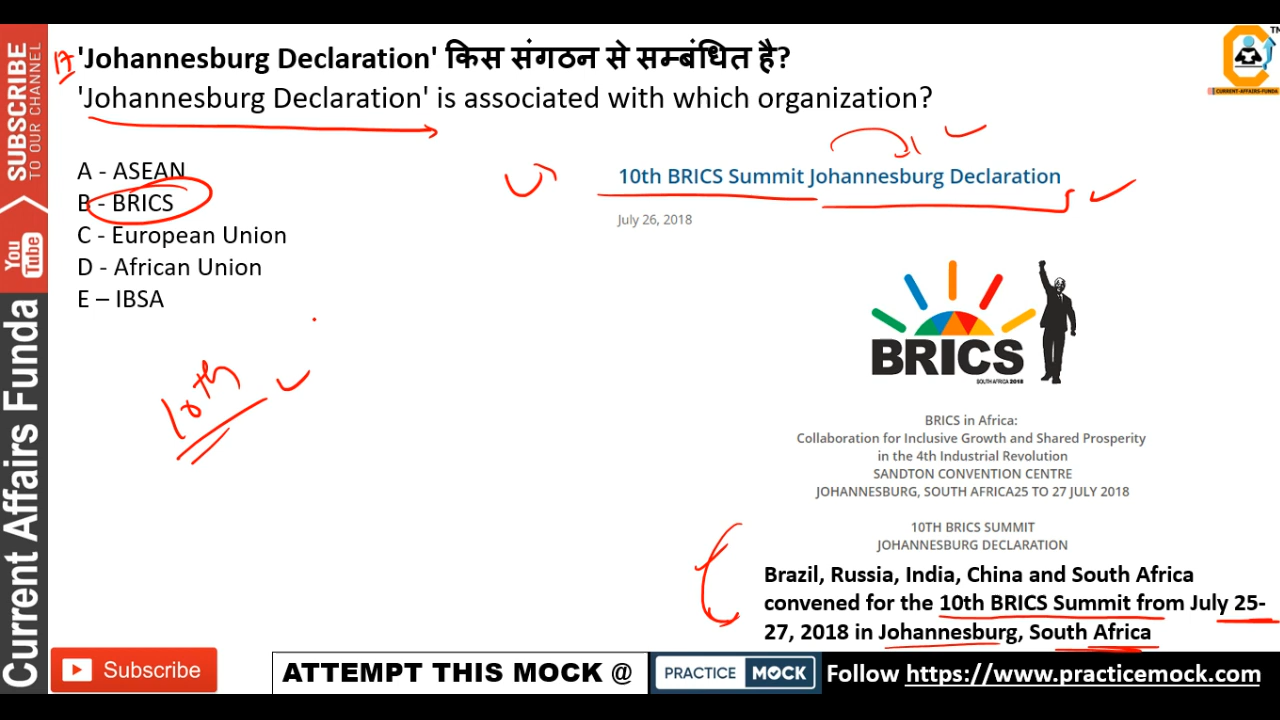 SUBSCRIBE
TO OUR CHANNEL
You
Tube
Current Affairs Funda
17
'Johannesburg Declaration' किस संगठन से सम्बंधित है?
'Johannesburg Declaration' is associated with which organization?
A - ASEAN
B - BRICS
C - European Union
D - African Union
E – IBSA
10th
TM
CURRENT-AFFAIRS-FUNDA
10th BRICS Summit Johannesburg Declaration
July 26, 2018
BRICS
SOUTH AFRICA 2018
BRICS in Africa:
Collaboration for Inclusive Growth and Shared Prosperity
in the 4th Industrial Revolution
SANDTON CONVENTION CENTRE
JOHANNESBURG, SOUTH AFRICA25 TO 27 JULY 2018
10TH BRICS SUMMIT
JOHANNESBURG DECLARATION
Brazil, Russia, India, China and South Africa
convened for the 10th BRICS Summit from July 25-
27, 2018 in Johannesburg, South Africa
Subscribe
ATTEMPT THIS MOCK @
PRACTICE MOCK
Follow https://www.practicemock.com